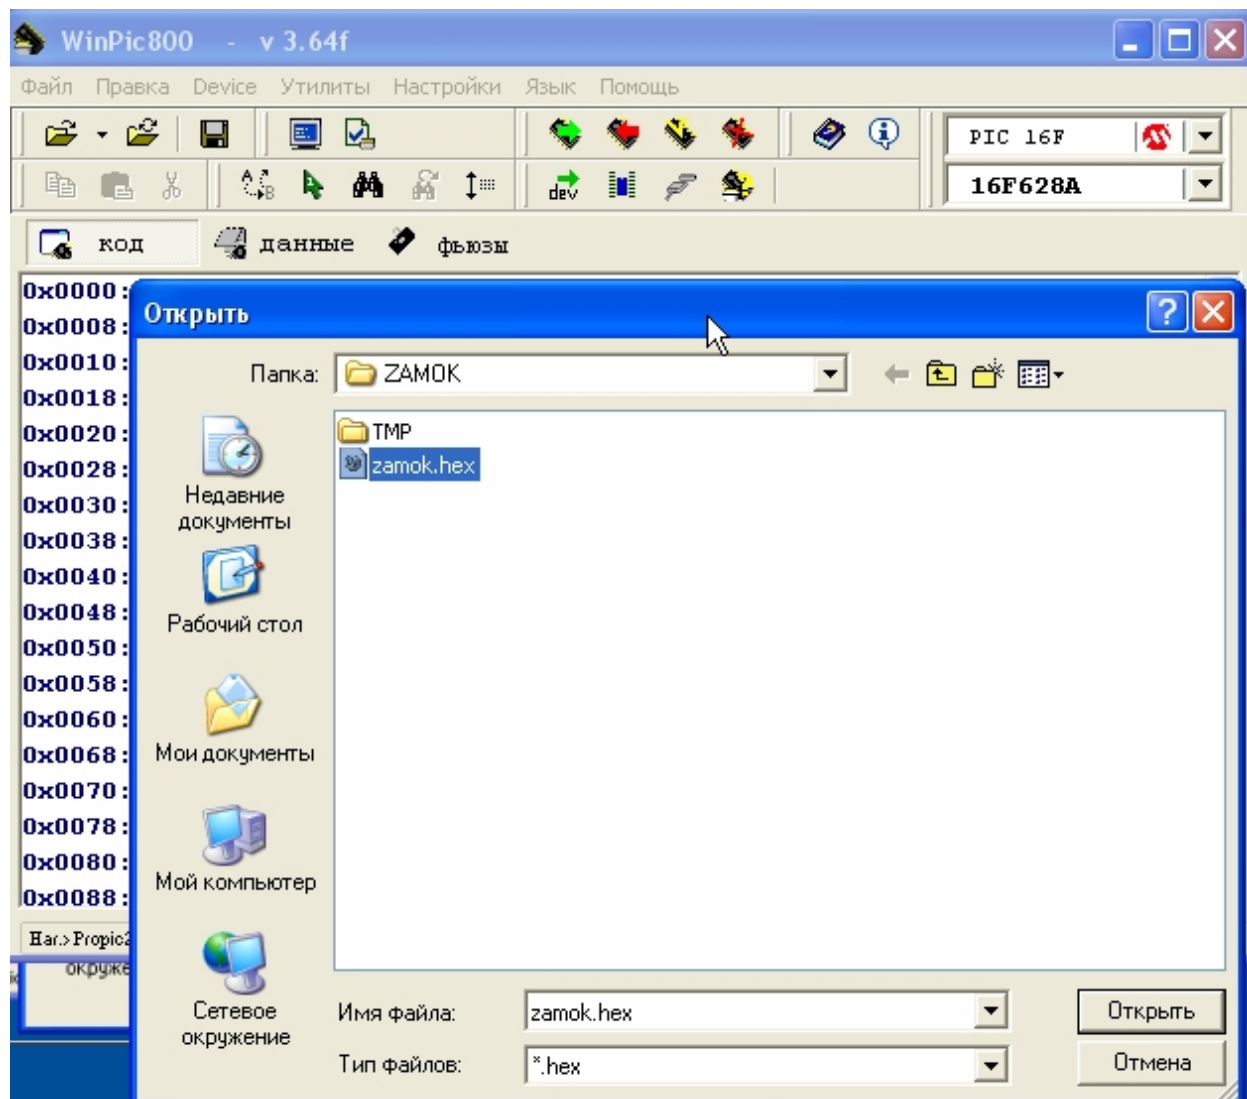 WinPic800 - v 3.64f
Файл Правка Device Утилиты Настройки Язык Помощь
PIC 16F
dev
16F628A
код данные фьюзы
0x0000:
0x0008:
0x0010:
0x0018:
0x0020:
0x0028:
0x0030:
0x0038:
0x0040:
0x0048:
0x0050:
0x0058:
0x0060:
0x0068:
0x0070:
0x0078:
0x0080:
0x0088:
Открыть
Папка: ZAMOK
TMP
zamok.hex
Недавние
документы
Рабочий стол
Мои документы
Мой компьютер
Сетевое
окружение
Имя файла: zamok.hex Открыть
Тип файлов: *.hex Отмена